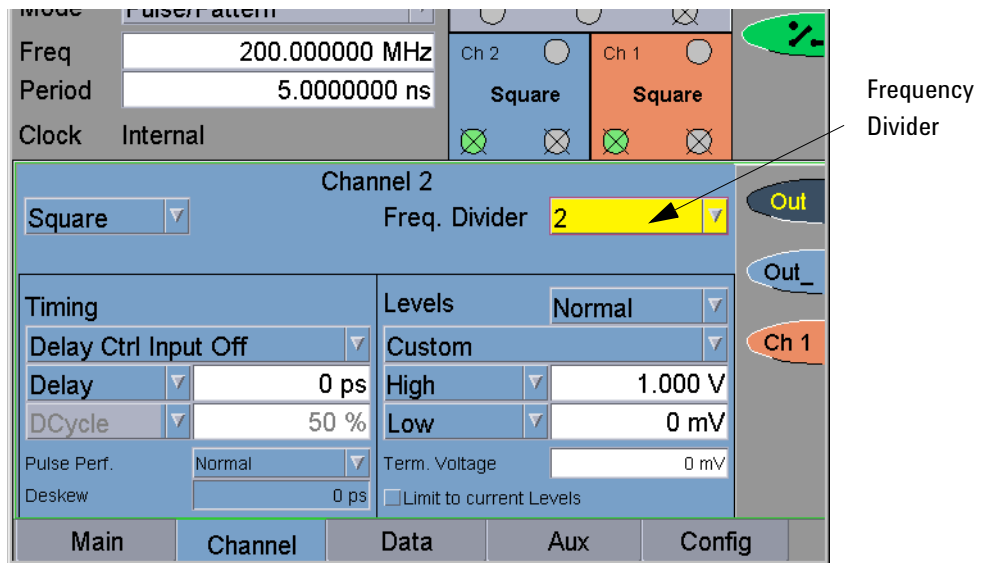 Mode Pulse/Pattern
Freq 200.000000 MHz
Period 5.0000000 ns
Clock Internal
Ch 2
Square
Ch 1
Square
Frequency
Divider
Channel 2
Square Freq. Divider 2
Timing
Delay Ctrl Input Off
Delay 0 ps
DCycle 50 %
Pulse Perf. Normal
Deskew 0 ps
Levels Normal
Custom
High 1.000 V
Low 0 mV
Term. Voltage 0 mV
Limit to current Levels
Out
Out_
Ch 1
Main Channel Data Aux Config